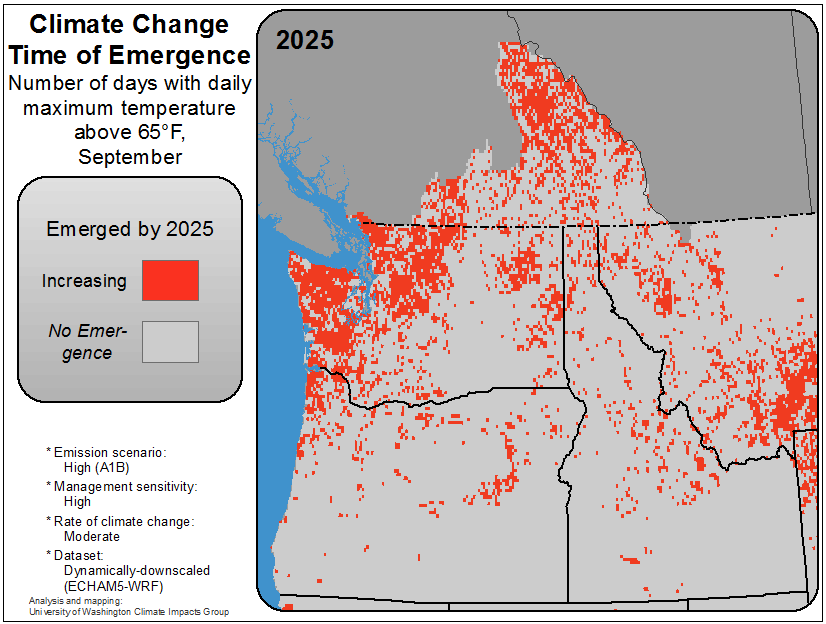 Climate Change
Time of Emergence
Number of days with daily
maximum temperature
above 65°F,
September
2025
Emerged by 2025
Increasing
No Emer-
gence
* Emission scenario:
High (A1B)
* Management sensitivity:
High
* Rate of climate change:
Moderate
* Dataset:
Dynamically-downscaled
(ECHAM5-WRF)
Analysis and mapping:
University of Washington Climate Impacts Group